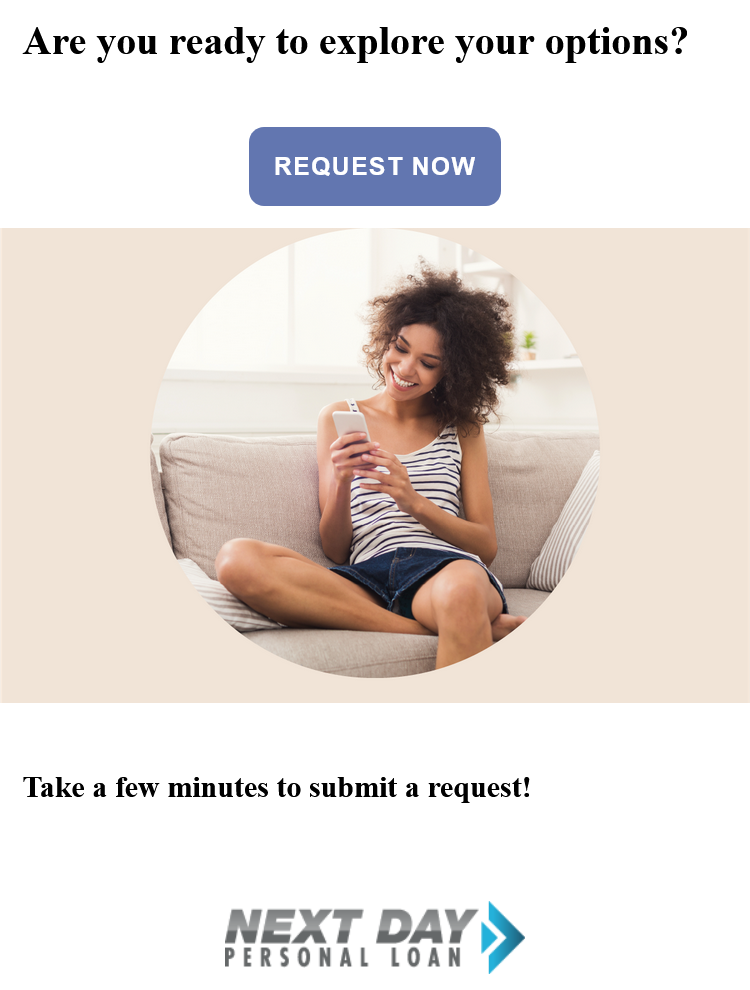 Are you ready to explore your options?
REQUEST NOW
Take a few minutes to submit a request!
NEXT DAY
PERSONAL LOAN